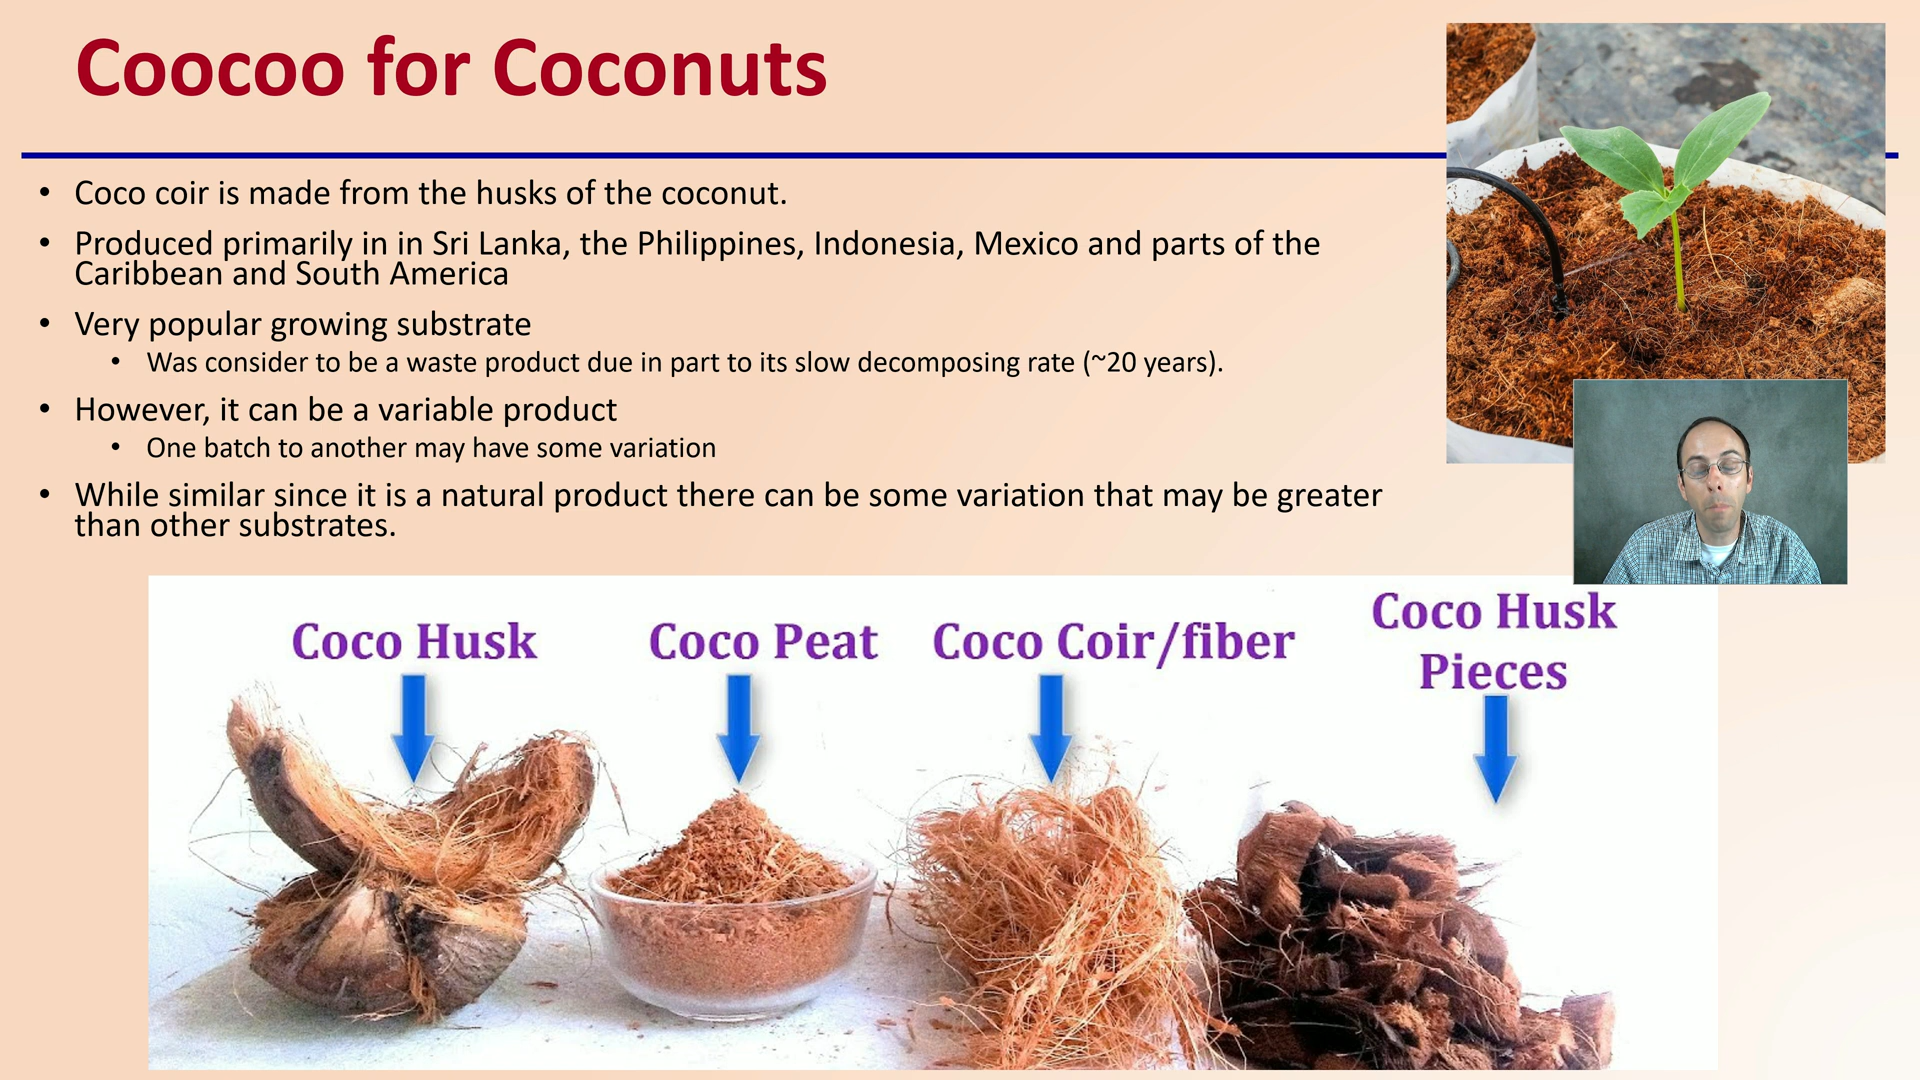 Coocoo for Coconuts
• Coco coir is made from the husks of the coconut.
• Produced primarily in in Sri Lanka, the Philippines, Indonesia, Mexico and parts of the
Caribbean and South America
• Very popular growing substrate
• Was consider to be a waste product due in part to its slow decomposing rate (~20 years).
• However, it can be a variable product
• One batch to another may have some variation
• While similar since it is a natural product there can be some variation that may be greater
than other substrates.
Coco Husk
Coco Peat
Coco Coir/fiber
Coco Husk
Pieces